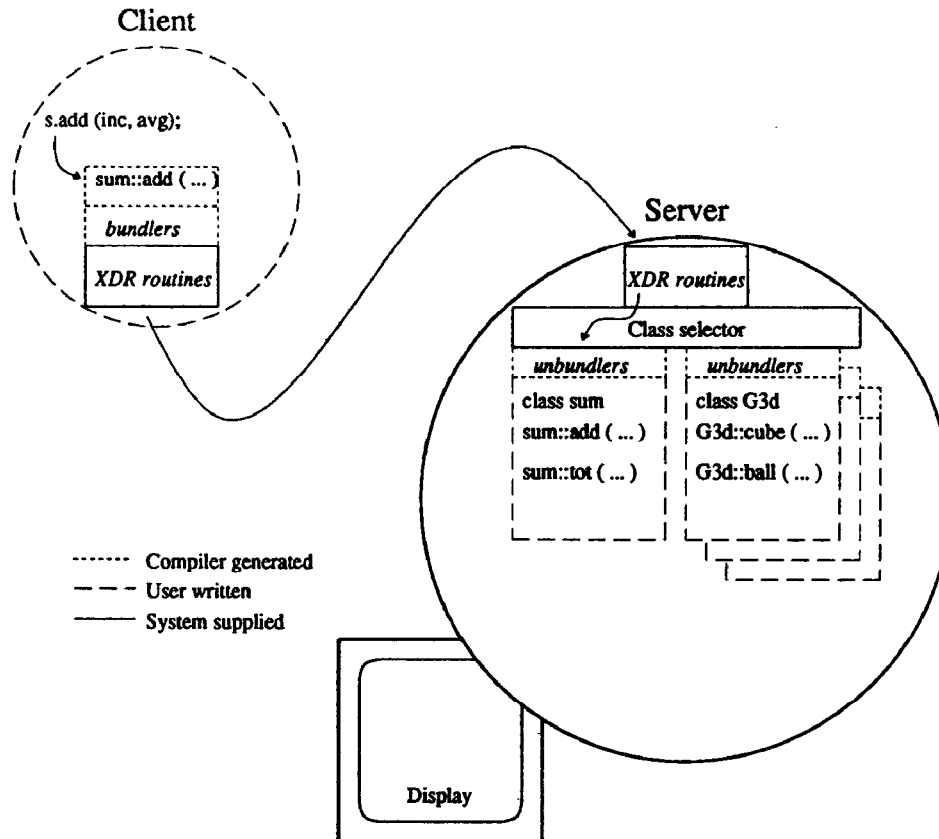 Client
s.add (inc, avg);
sum::add ( ... )
bundlers
XDR routines
Server
XDR routines
Class selector
unbundlers
class sum
sum::add ( ... )
sum::tot ( ... )
unbundlers
class G3d
G3d::cube ( ... )
G3d::ball ( ... )
Compiler generated
User written
System supplied
Display